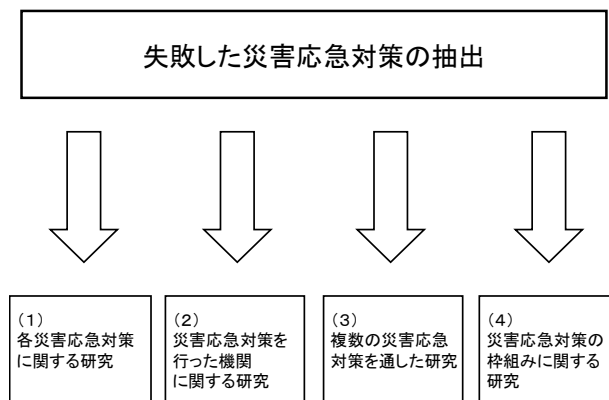 失敗した災害応急対策の抽出
(1)
各災害応急対策
に関する研究
(2)
災害応急対策を
行った機関
に関する研究
(3)
複数の災害応急
対策を通した研究
(4)
災害応急対策の
枠組みに関する
研究